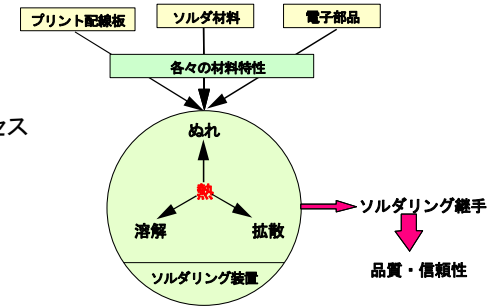 プリント配線板
ソルダ材料
電子部品
各々の材料特性
セス
ぬれ
熱
溶解
拡散
ソルダリング装置
ソルダリング継手
品質・信頼性